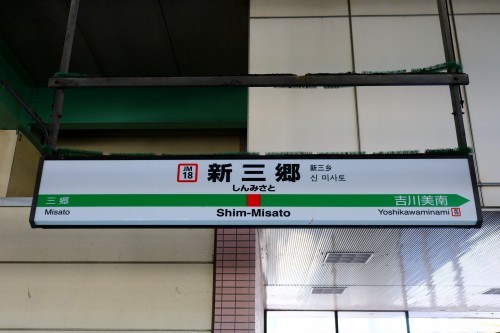 JM
18
新三郷
新三乡
신 미사토
しんみさと
三郷
吉川美南
Misato
Shim-Misato
Yoshikawaminami